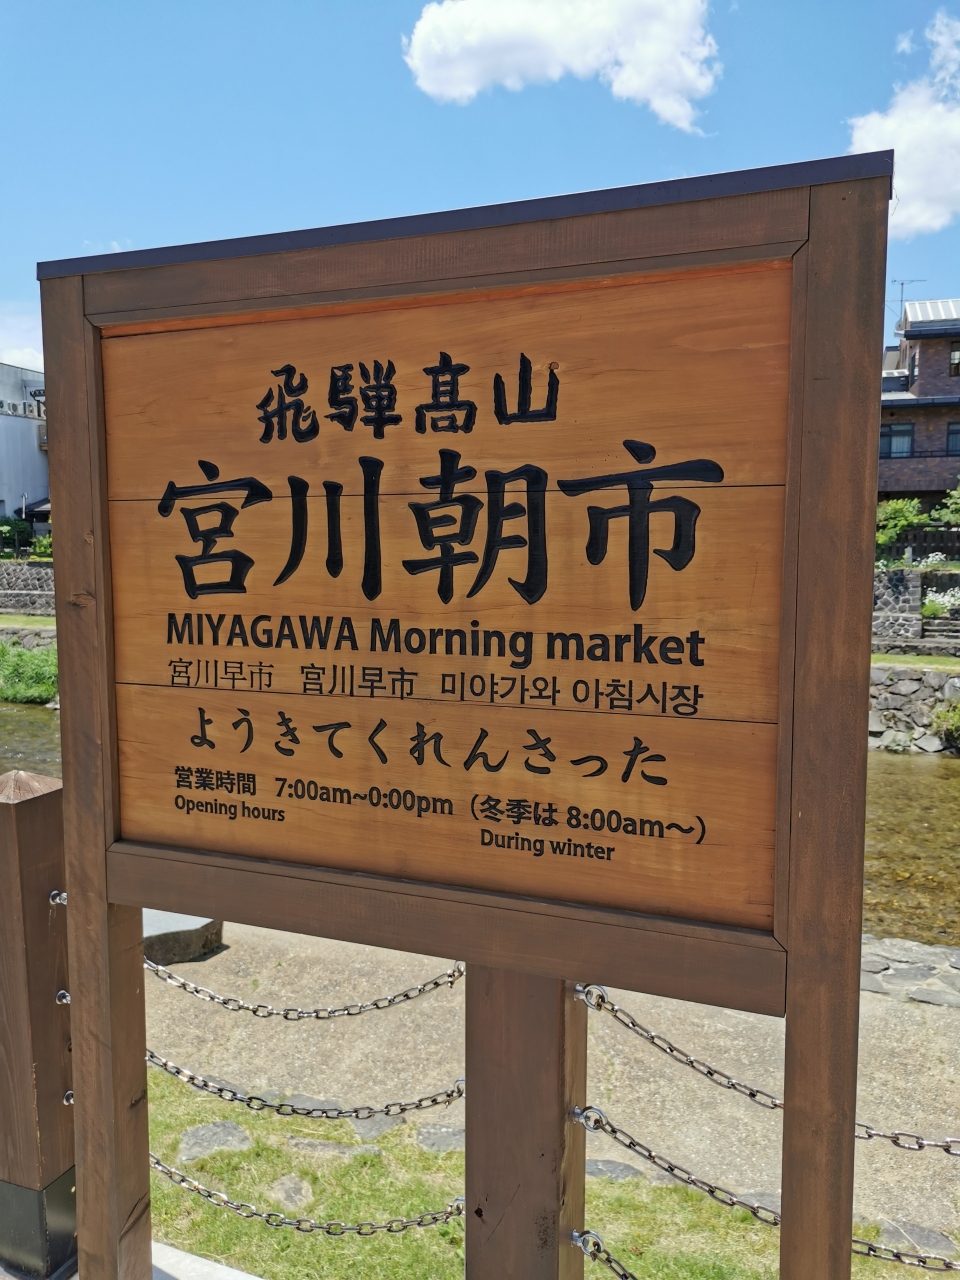 飛騨髙山
宮川朝市
MIYAGAWA Morning market
宮川早市 宫川早市 미야가와 아침시장
ようきてくれんさった
営業時間 7:00am~0:00pm (冬季は 8:00am～)
Opening hours During winter